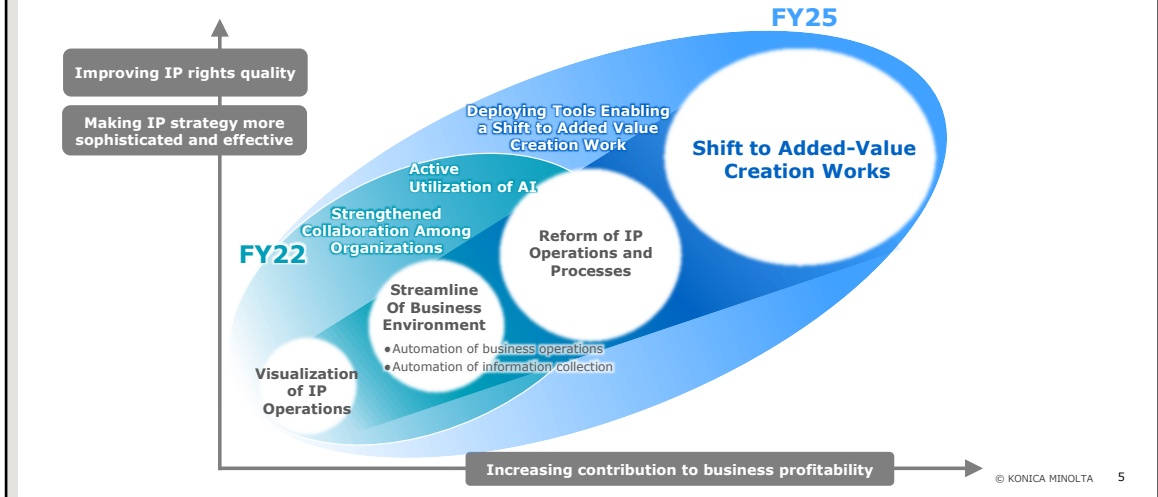 FY25
Improving IP rights quality
Making IP strategy more
sophisticated and effective
Deploying Tools Enabling
a Shift to Added Value
Creation Work
Shift to Added-Value
Creation Works
Active
Utilization of AI
Strengthened
Collaboration Among
Organizations
FY22
Reform of IP
Operations and
Processes
Streamline
Of Business
Environment
●Automation of business operations
●Automation of information collection
Visualization
of IP
Operations
Increasing contribution to business profitability
© KONICA MINOLTA 5